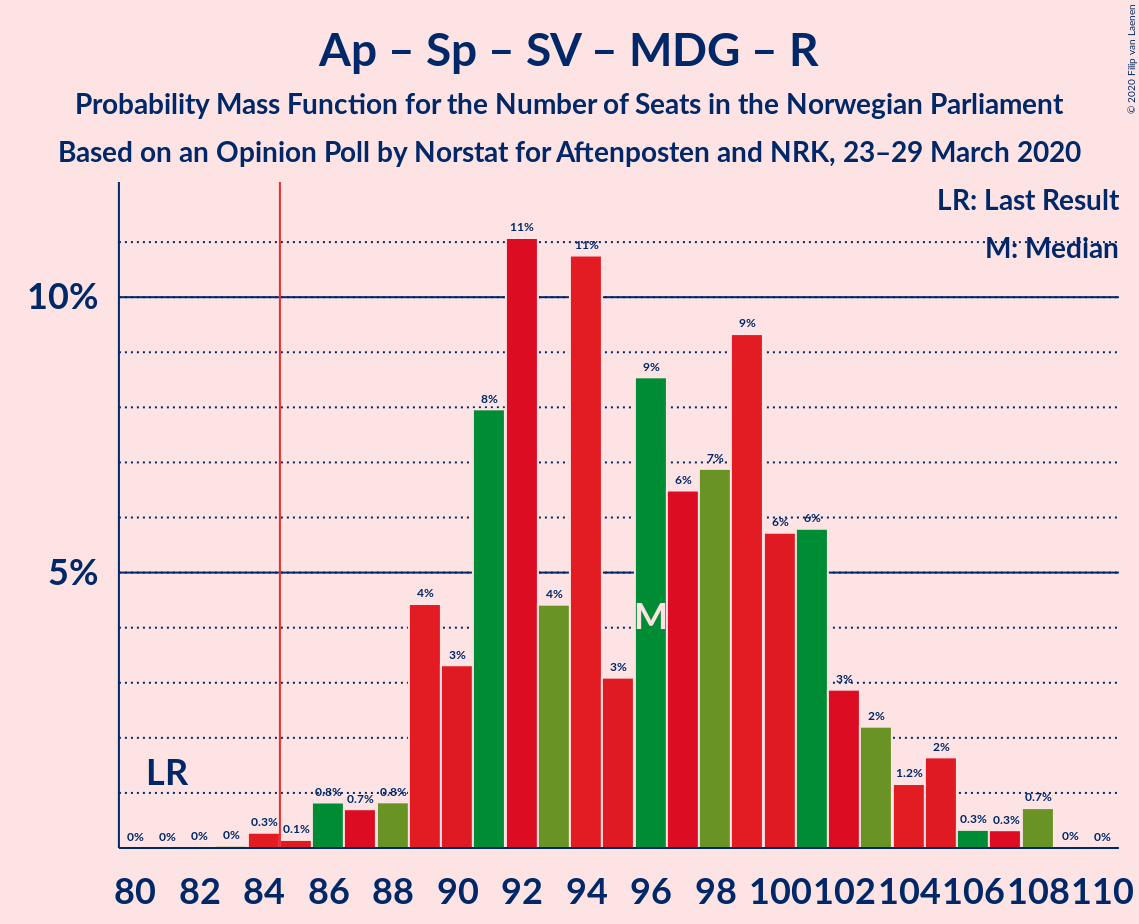 Ap – Sp – SV – MDG – R
Probability Mass Function for the Number of Seats in the Norwegian Parliament
Based on an Opinion Poll by Norstat for Aftenposten and NRK, 23–29 March 2020
© 2020 Filip van Laenen
LR: Last Result
M: Median
10%
5%
LR
M
0% 0% 0% 0% 0.3% 0.1% 0.8% 0.7% 0.8% 4% 3% 8% 11% 4% 11% 3% 9% 6% 7% 9% 6% 6% 3% 2% 1.2% 2% 0.3% 0.3% 0.7% 0% 0%
80 82 84 86 88 90 92 94 96 98 100 102 104 106 108 110